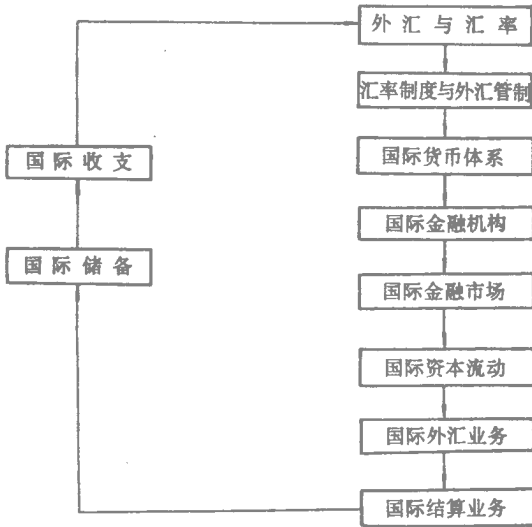 外汇与汇率
汇率制度与外汇管制
国际货币体系
国际收支
国际金融机构
国际储备
国际金融市场
国际资本流动
国际外汇业务
国际结算业务